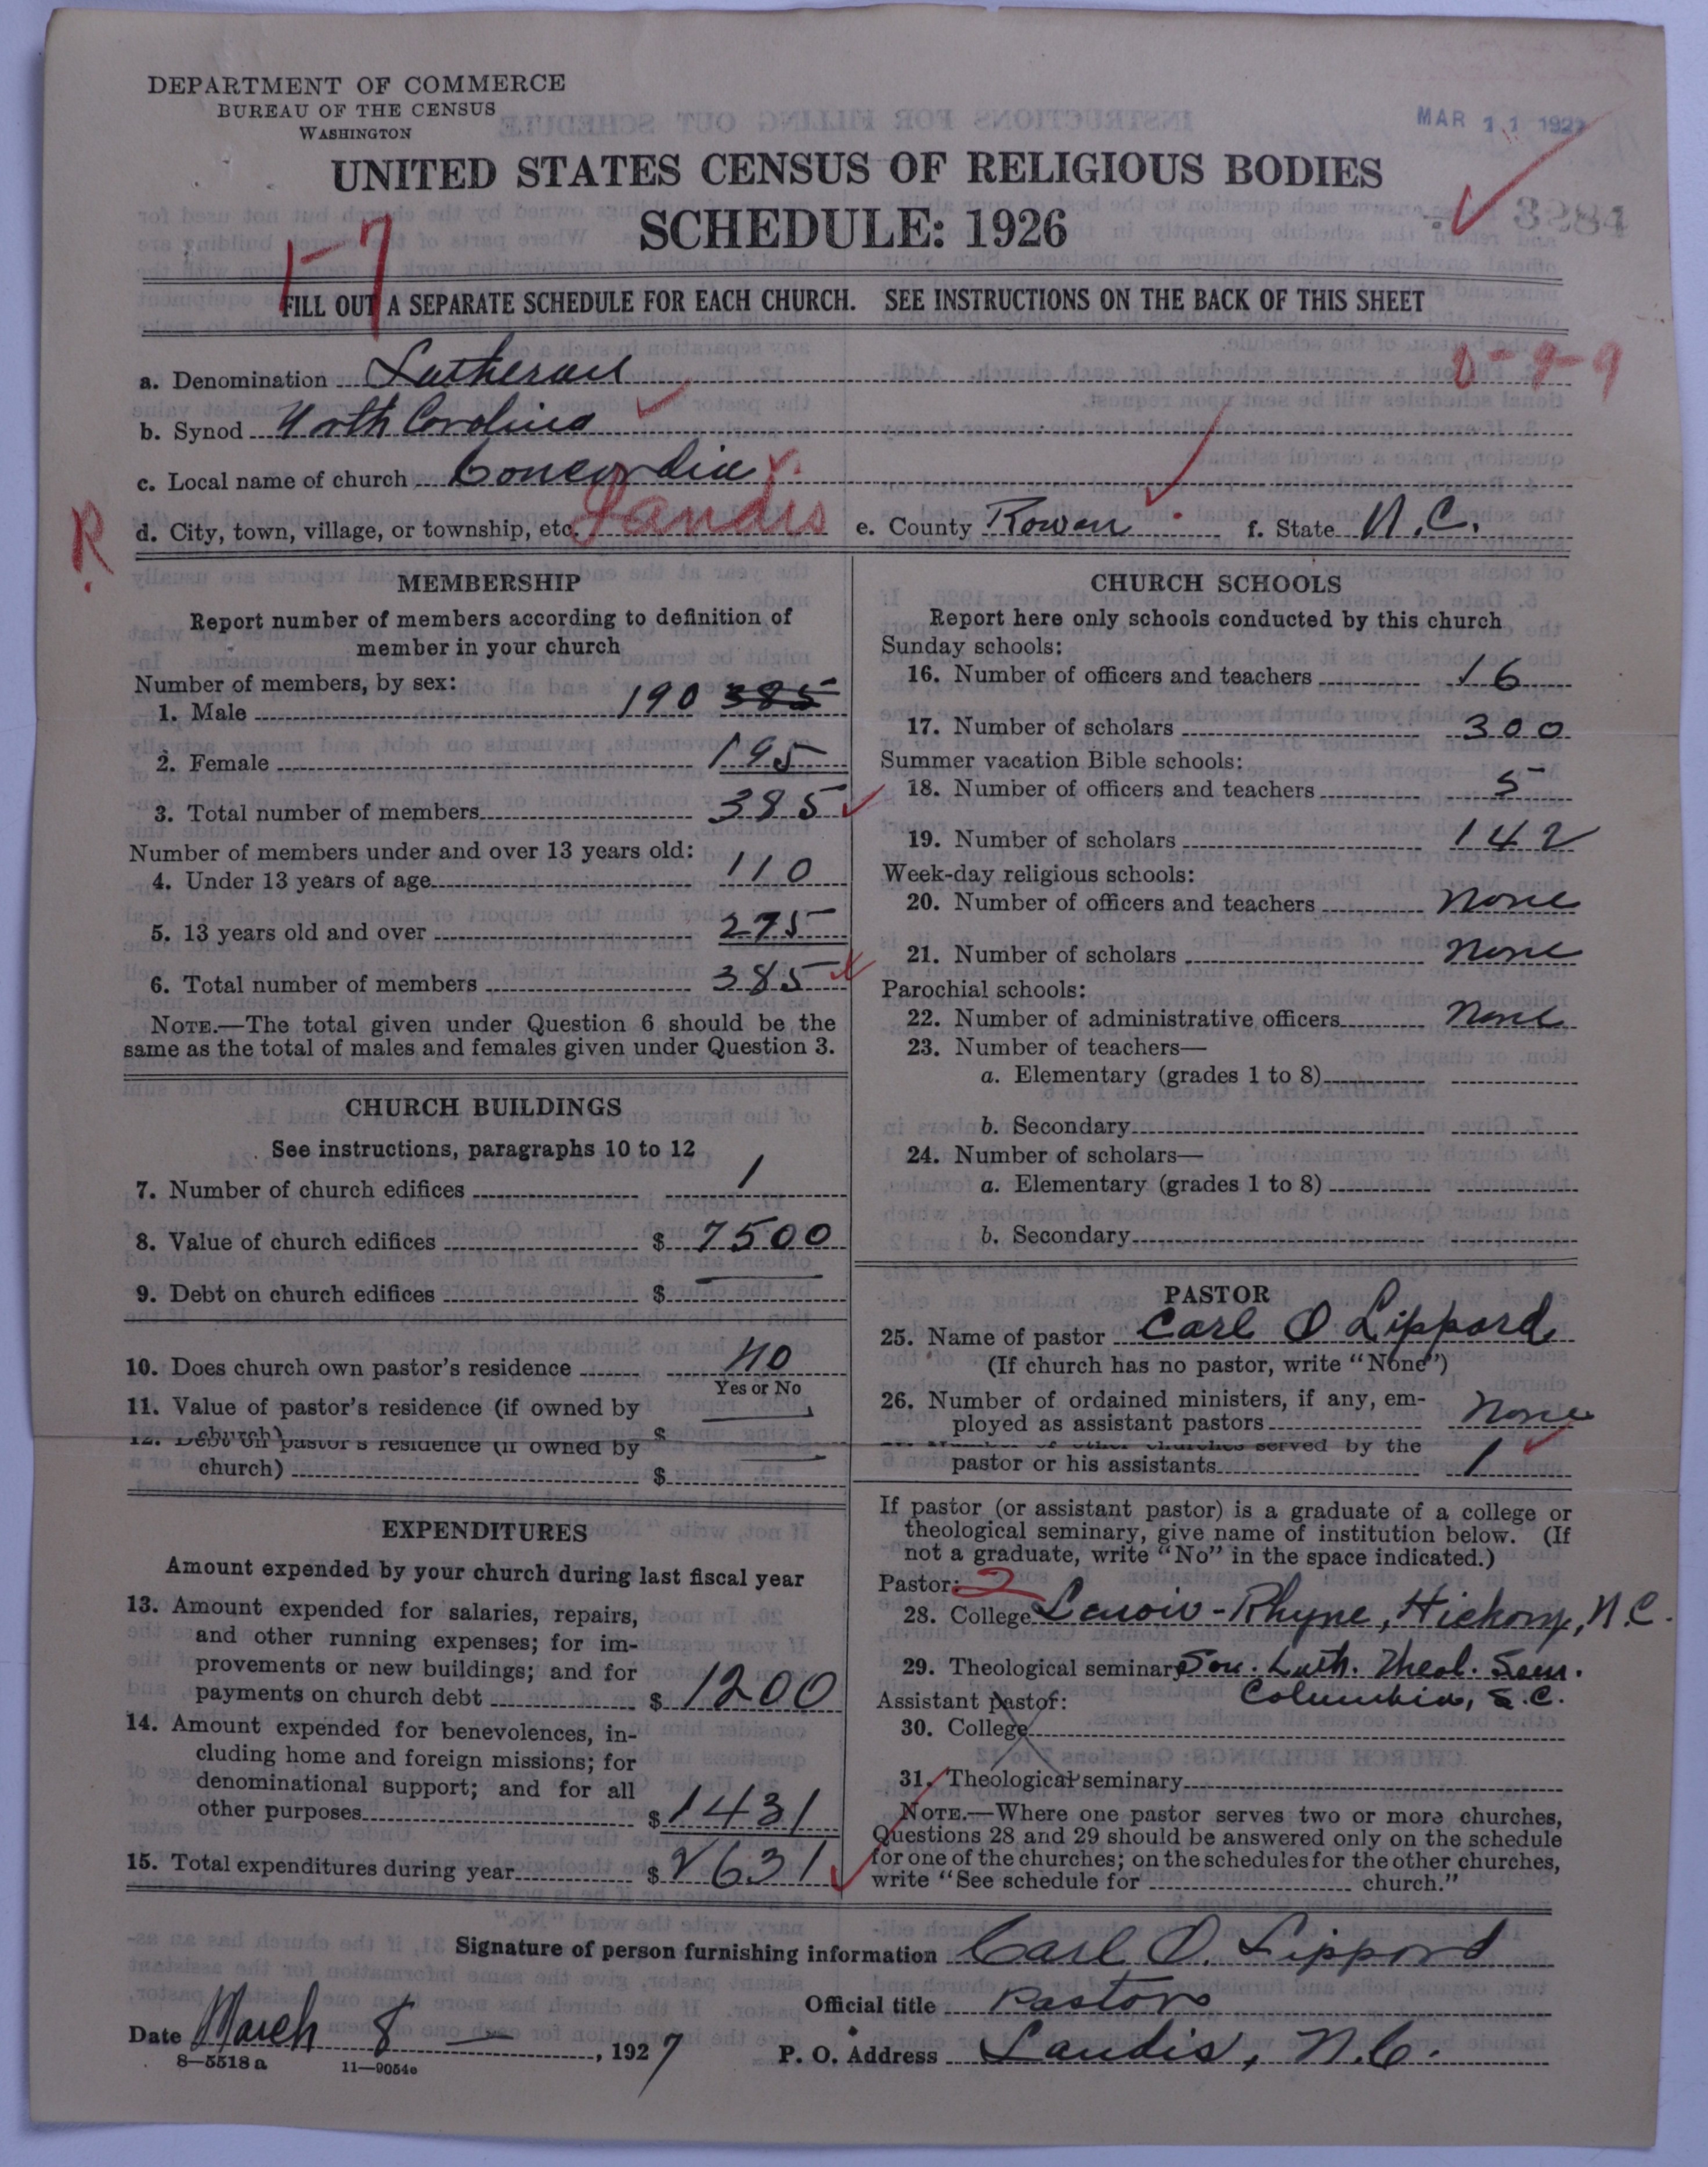 DEPARTMENT OF COMMERCE
BUREAU OF THE CENSUS
WASHINGTON
MAR 11 1927
UNITED STATES CENSUS OF RELIGIOUS BODIES
SCHEDULE: 1926
3284
1-7
FILL OUT A SEPARATE SCHEDULE FOR EACH CHURCH. SEE INSTRUCTIONS ON THE BACK OF THIS SHEET
0-9-9
a. Denomination Lutheran
b. Synod North Carolina
c. Local name of church Concordia
R d. City, town, village, or township, etc. Landis e. County Rowan f. State N.C.
MEMBERSHIP
Report number of members according to definition of
member in your church
Number of members, by sex:
1. Male 190 385
2. Female 195
3. Total number of members 385
Number of members under and over 13 years old:
4. Under 13 years of age 110
5. 13 years old and over 275
6. Total number of members 385
NOTE.—The total given under Question 6 should be the
same as the total of males and females given under Question 3.
CHURCH BUILDINGS
See instructions, paragraphs 10 to 12
7. Number of church edifices 1
8. Value of church edifices $ 7500
9. Debt on church edifices $
10. Does church own pastor's residence no
Yes or No
11. Value of pastor's residence (if owned by
church) $
12. Debt on pastor's residence (if owned by
church) $
EXPENDITURES
Amount expended by your church during last fiscal year
13. Amount expended for salaries, repairs,
and other running expenses; for im-
provements or new buildings; and for
payments on church debt $ 1200
14. Amount expended for benevolences, in-
cluding home and foreign missions; for
denominational support; and for all
other purposes $ 1431
15. Total expenditures during year $ 2631
CHURCH SCHOOLS
Report here only schools conducted by this church
Sunday schools:
16. Number of officers and teachers 16
17. Number of scholars 300
Summer vacation Bible schools:
18. Number of officers and teachers 5
19. Number of scholars 142
Week-day religious schools:
20. Number of officers and teachers none
21. Number of scholars none
Parochial schools:
22. Number of administrative officers none
23. Number of teachers—
a. Elementary (grades 1 to 8)
b. Secondary
24. Number of scholars—
a. Elementary (grades 1 to 8)
b. Secondary
PASTOR
25. Name of pastor Carl O Lippard
(If church has no pastor, write "None")
26. Number of ordained ministers, if any, em-
ployed as assistant pastors none
Number of other churches served by the
pastor or his assistants 1
If pastor (or assistant pastor) is a graduate of a college or
theological seminary, give name of institution below. (If
not a graduate, write "No" in the space indicated.)
Pastor: 2
28. College Lenoir-Rhyne, Hickory, N.C.
29. Theological seminary Sou. Luth. Theol. Sem.
Columbia, S.C.
Assistant pastor:
30. College
31. Theological seminary
NOTE.—Where one pastor serves two or more churches,
Questions 28 and 29 should be answered only on the schedule
for one of the churches; on the schedules for the other churches,
write "See schedule for church."
Signature of person furnishing information Carl O. Lippard
Official title Pastor
Date March 8 —, 1927
P. O. Address Landis, N.C.
8—5518a 11—9054e